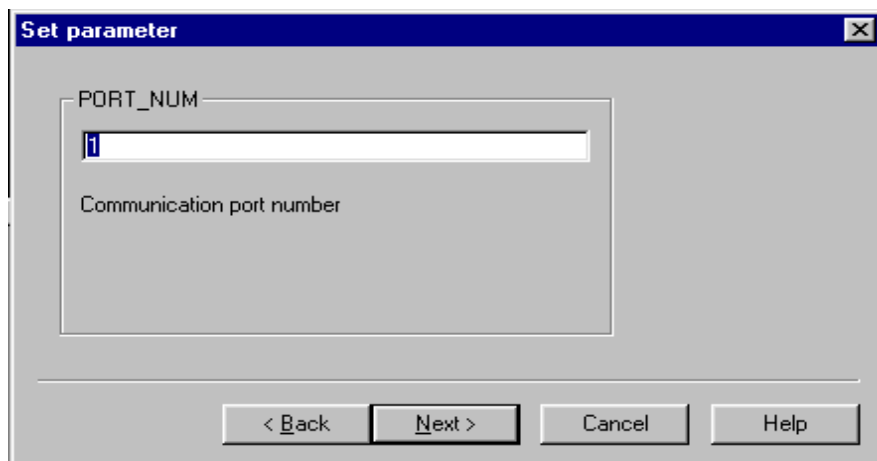 Set parameter
PORT_NUM
1
Communication port number
< Back
Next >
Cancel
Help